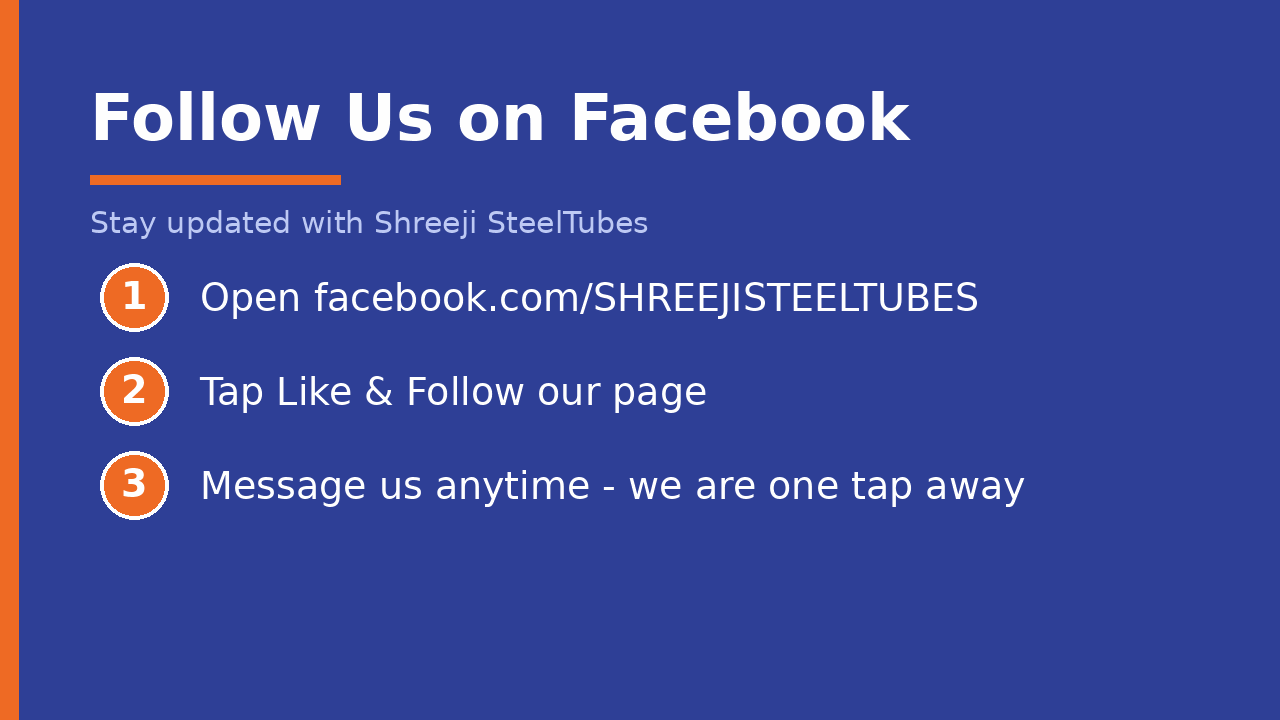 Follow Us on Facebook
Stay updated with Shreeji SteelTubes
1 Open facebook.com/SHREEJISTEELTUBES
2 Tap Like & Follow our page
3 Message us anytime - we are one tap away